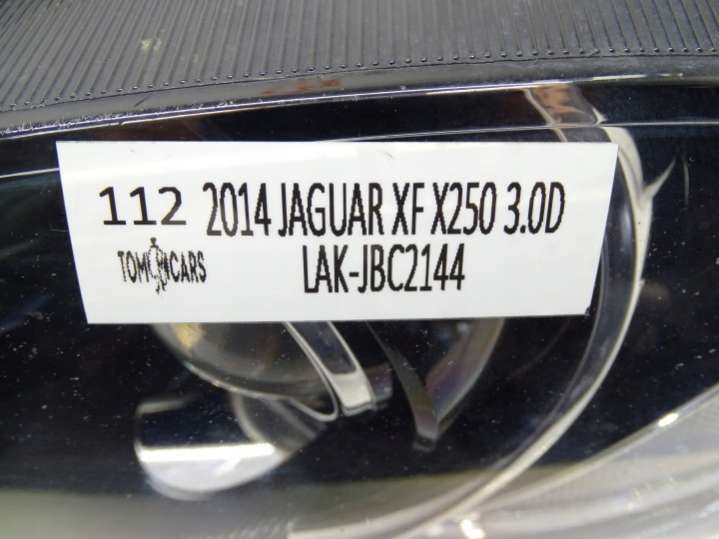 112 2014 JAGUAR XF X250 3.0D
TOM CARS LAK-JBC2144